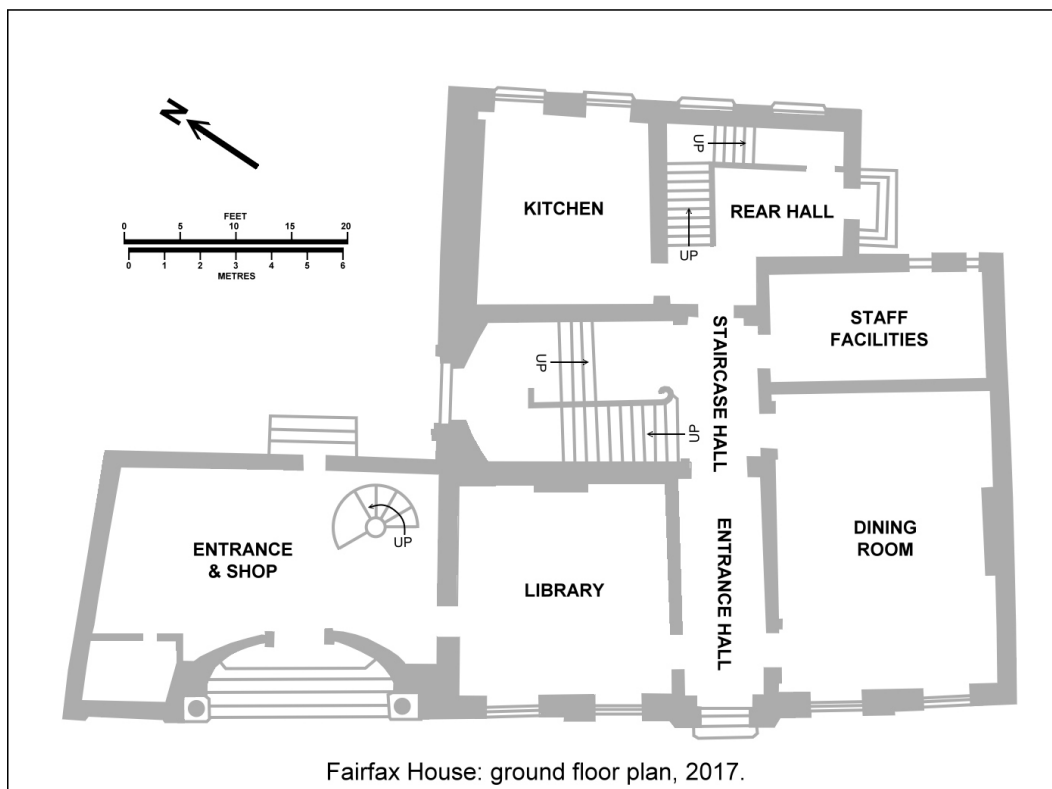 N
FEET
0 5 10 15 20
0 1 2 3 4 5 6
METRES
UP
KITCHEN
REAR HALL
UP
STAFF
FACILITIES
STAIRCASE HALL
UP
UP
DINING
ROOM
ENTRANCE
& SHOP
UP
LIBRARY
ENTRANCE HALL
Fairfax House: ground floor plan, 2017.